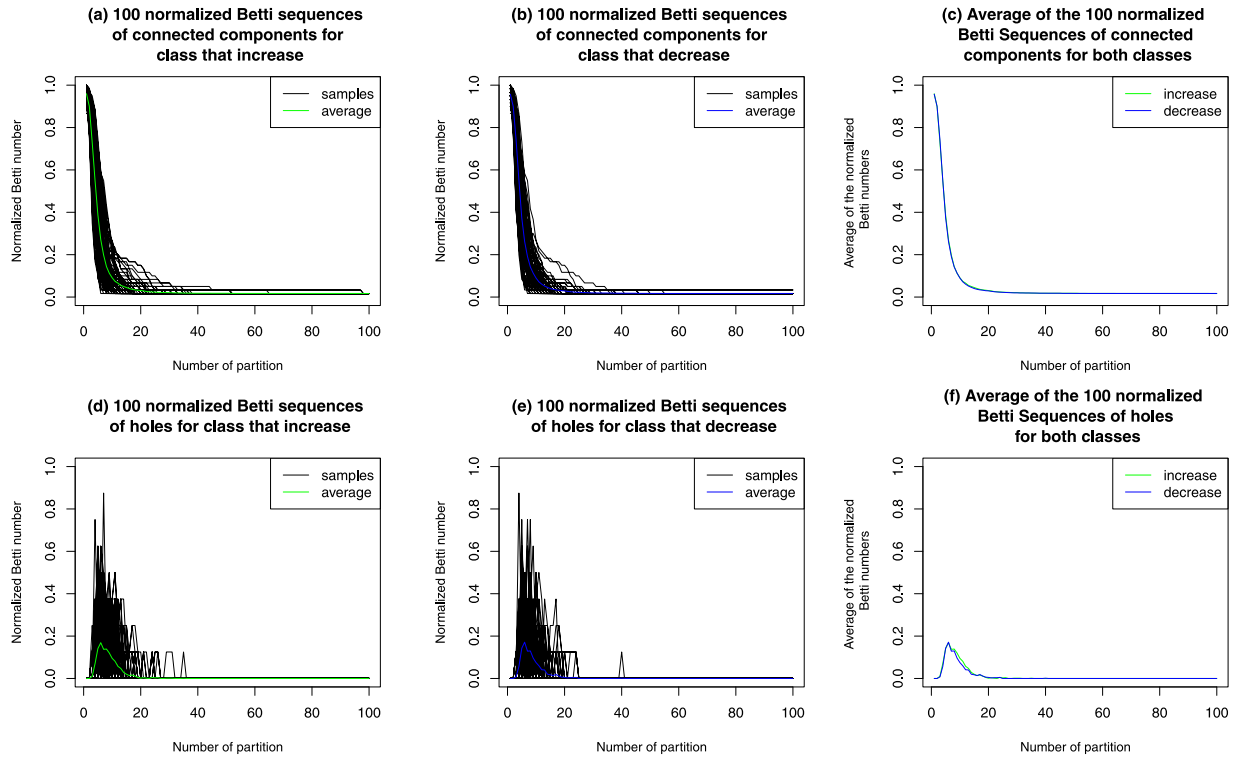 (a) 100 normalized Betti sequences
of connected components for
class that increase
Normalized Betti number
1.0
0.8
0.6
0.4
0.2
0.0
samples
average
0 20 40 60 80 100
Number of partition
(b) 100 normalized Betti sequences
of connected components for
class that decrease
Normalized Betti number
1.0
0.8
0.6
0.4
0.2
0.0
samples
average
0 20 40 60 80 100
Number of partition
(c) Average of the 100 normalized
Betti Sequences of connected
components for both classes
Average of the normalized
Betti numbers
1.0
0.8
0.6
0.4
0.2
0.0
increase
decrease
0 20 40 60 80 100
Number of partition
(d) 100 normalized Betti sequences
of holes for class that increase
Normalized Betti number
1.0
0.8
0.6
0.4
0.2
0.0
samples
average
0 20 40 60 80 100
Number of partition
(e) 100 normalized Betti sequences
of holes for class that decrease
Normalized Betti number
1.0
0.8
0.6
0.4
0.2
0.0
samples
average
0 20 40 60 80 100
Number of partition
(f) Average of the 100 normalized
Betti Sequences of holes
for both classes
Average of the normalized
Betti numbers
1.0
0.8
0.6
0.4
0.2
0.0
increase
decrease
0 20 40 60 80 100
Number of partition